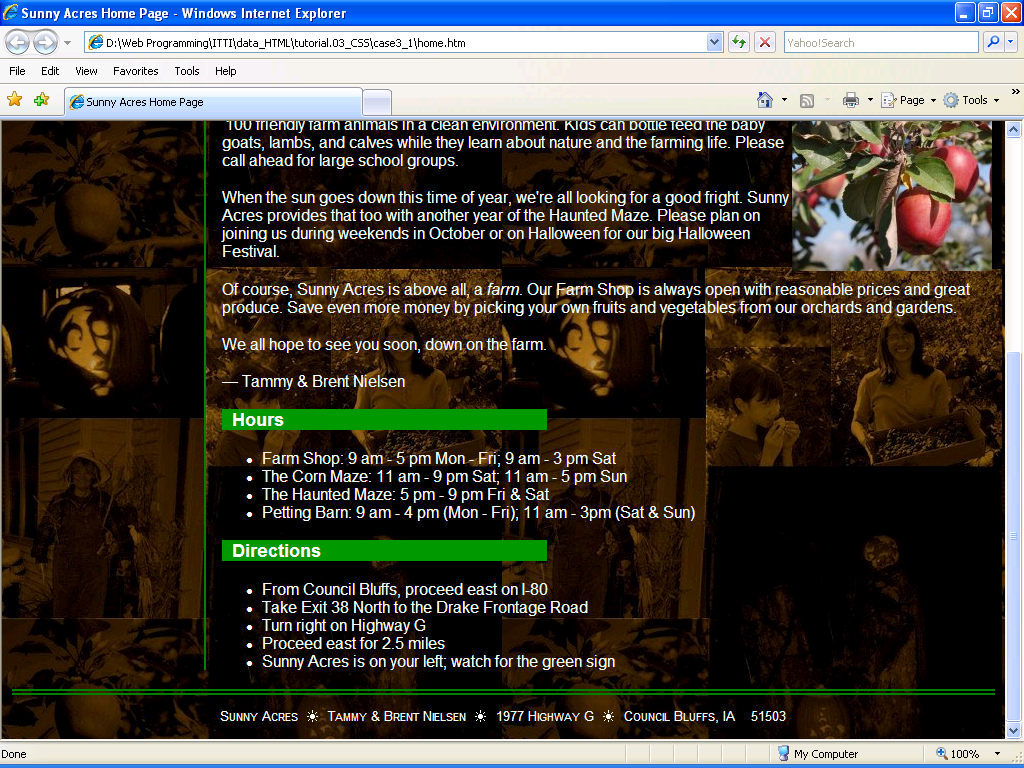 Sunny Acres Home Page - Windows Internet Explorer
D:\Web Programming\ITTI\data_HTML\tutorial.03_CSS\case3_1\home.htm
Yahoo!Search
File Edit View Favorites Tools Help
Sunny Acres Home Page
Page Tools
100 friendly farm animals in a clean environment. Kids can bottle feed the baby
goats, lambs, and calves while they learn about nature and the farming life. Please
call ahead for large school groups.
When the sun goes down this time of year, we're all looking for a good fright. Sunny
Acres provides that too with another year of the Haunted Maze. Please plan on
joining us during weekends in October or on Halloween for our big Halloween
Festival.
Of course, Sunny Acres is above all, a farm. Our Farm Shop is always open with reasonable prices and great
produce. Save even more money by picking your own fruits and vegetables from our orchards and gardens.
We all hope to see you soon, down on the farm.
— Tammy & Brent Nielsen
Hours
• Farm Shop: 9 am - 5 pm Mon - Fri; 9 am - 3 pm Sat
• The Corn Maze: 11 am - 9 pm Sat; 11 am - 5 pm Sun
• The Haunted Maze: 5 pm - 9 pm Fri & Sat
• Petting Barn: 9 am - 4 pm (Mon - Fri); 11 am - 3pm (Sat & Sun)
Directions
• From Council Bluffs, proceed east on I-80
• Take Exit 38 North to the Drake Frontage Road
• Turn right on Highway G
• Proceed east for 2.5 miles
• Sunny Acres is on your left; watch for the green sign
Sunny Acres ☀ Tammy & Brent Nielsen ☀ 1977 Highway G ☀ Council Bluffs, IA 51503
Done My Computer 100%